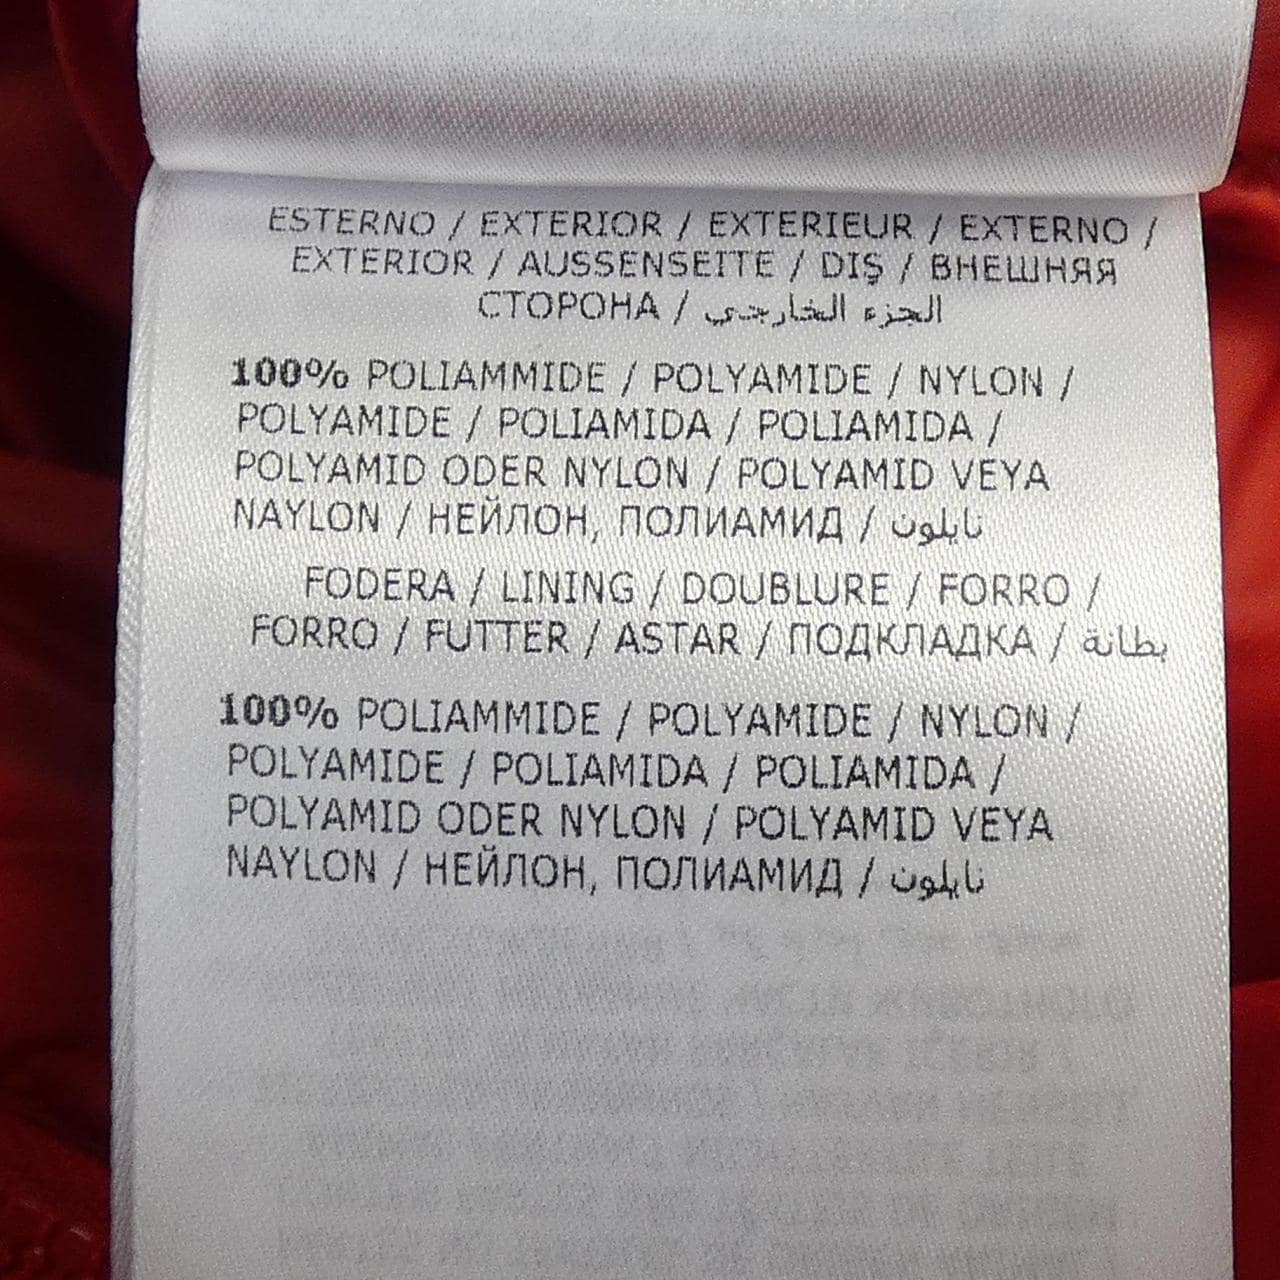 ESTERNO / EXTERIOR / EXTERIEUR / EXTERNO /
EXTERIOR / AUSSENSEITE / DIŞ / ВНЕШНЯЯ
СТОРОНА / الجزء الخارجي
100% POLIAMMIDE / POLYAMIDE / NYLON /
POLYAMIDE / POLIAMIDA / POLIAMIDA /
POLYAMID ODER NYLON / POLYAMID VEYA
NAYLON / НЕЙЛОН, ПОЛИАМИД / نايلون
FODERA / LINING / DOUBLURE / FORRO /
FORRO / FUTTER / ASTAR / ПОДКЛАДКА / بطانة
100% POLIAMMIDE / POLYAMIDE / NYLON /
POLYAMIDE / POLIAMIDA / POLIAMIDA /
POLYAMID ODER NYLON / POLYAMID VEYA
NAYLON / НЕЙЛОН, ПОЛИАМИД / نايلون